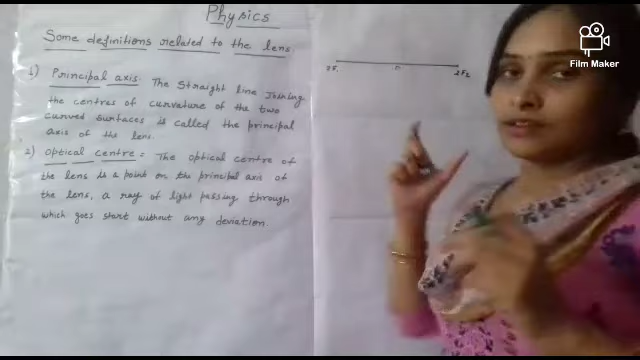 Physics
Some definitions related to the lens.
1) Principal axis. The straight line Joining
the centres of curvature of the two
curved surfaces is called the principal
axis of the lens.
2) Optical centre = The optical centre of
the lens is a point on the principal axis of
the lens, a ray of light passing through
which goes start without any deviation.
2F1
2F2
Film Maker